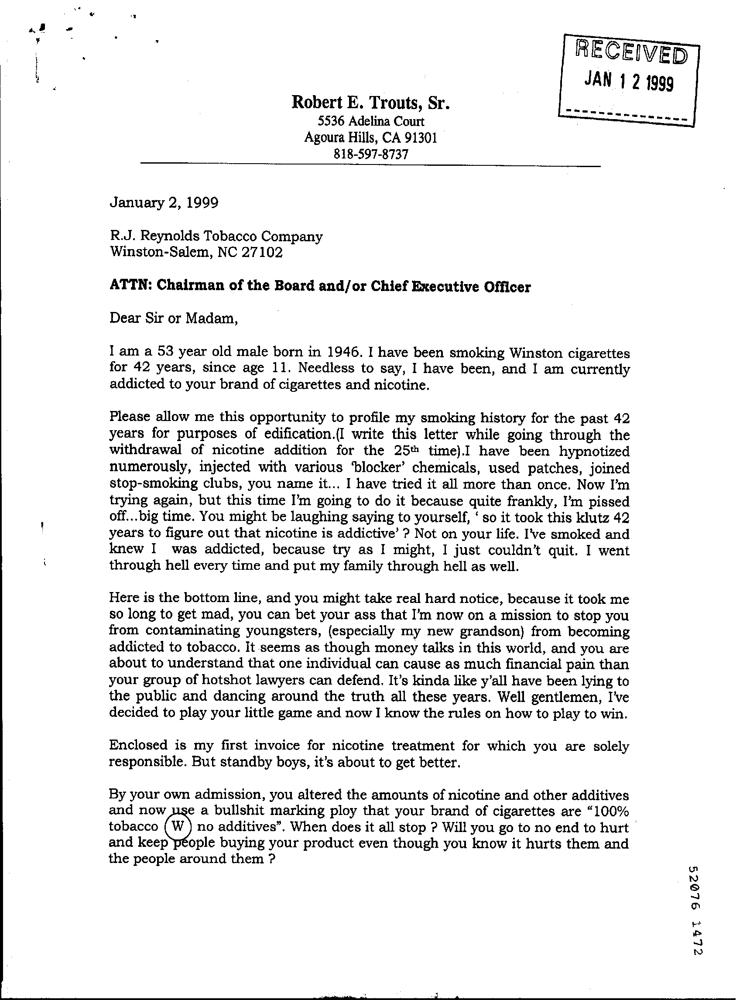 RECEIVED
JAN 12 1999
Robert E. Trouts, Sr.
5536 Adelina Court
Agoura Hills, CA 91301
818-597-8737
January 2, 1999
R.J. Reynolds Tobacco Company
Winston-Salem, NC 27102
ATTN: Chairman of the Board and/or Chief Executive Officer
Dear Sir or Madam,
I am a 53 year old male born in 1946. I have been smoking Winston cigarettes
for 42 years, since age 11. Needless to say, I have been, and I am currently
addicted to your brand of cigarettes and nicotine.
Please allow me this opportunity to profile my smoking history for the past 42
years for purposes of edification.(I write this letter while going through the
withdrawal of nicotine addition for the 25th time).I have been hypnotized
numerously, injected with various 'blocker' chemicals, used patches, joined
stop-smoking clubs, you name it... I have tried it all more than once. Now I'm
trying again, but this time I'm going to do it because quite frankly, I'm pissed
off...big time. You might be laughing saying to yourself, ' so it took this klutz 42
years to figure out that nicotine is addictive' ? Not on your life. I've smoked and
knew I was addicted, because try as I might, I just couldn't quit. I went
through hell every time and put my family through hell as well.
Here is the bottom line, and you might take real hard notice, because it took me
so long to get mad, you can bet your ass that I'm now on a mission to stop you
from contaminating youngsters, (especially my new grandson) from becoming
addicted to tobacco. It seems as though money talks in this world, and you are
about to understand that one individual can cause as much financial pain than
your group of hotshot lawyers can defend. It's kinda like y'all have been lying to
the public and dancing around the truth all these years. Well gentlemen, I've
decided to play your little game and now I know the rules on how to play to win.
Enclosed is my first invoice for nicotine treatment for which you are solely
responsible. But standby boys, it's about to get better.
By your own admission, you altered the amounts of nicotine and other additives
and now use a bullshit marking ploy that your brand of cigarettes are "100%
tobacco (W) no additives". When does it all stop ? Will you go to no end to hurt
and keep people buying your product even though you know it hurts them and
the people around them ?
52076 1472